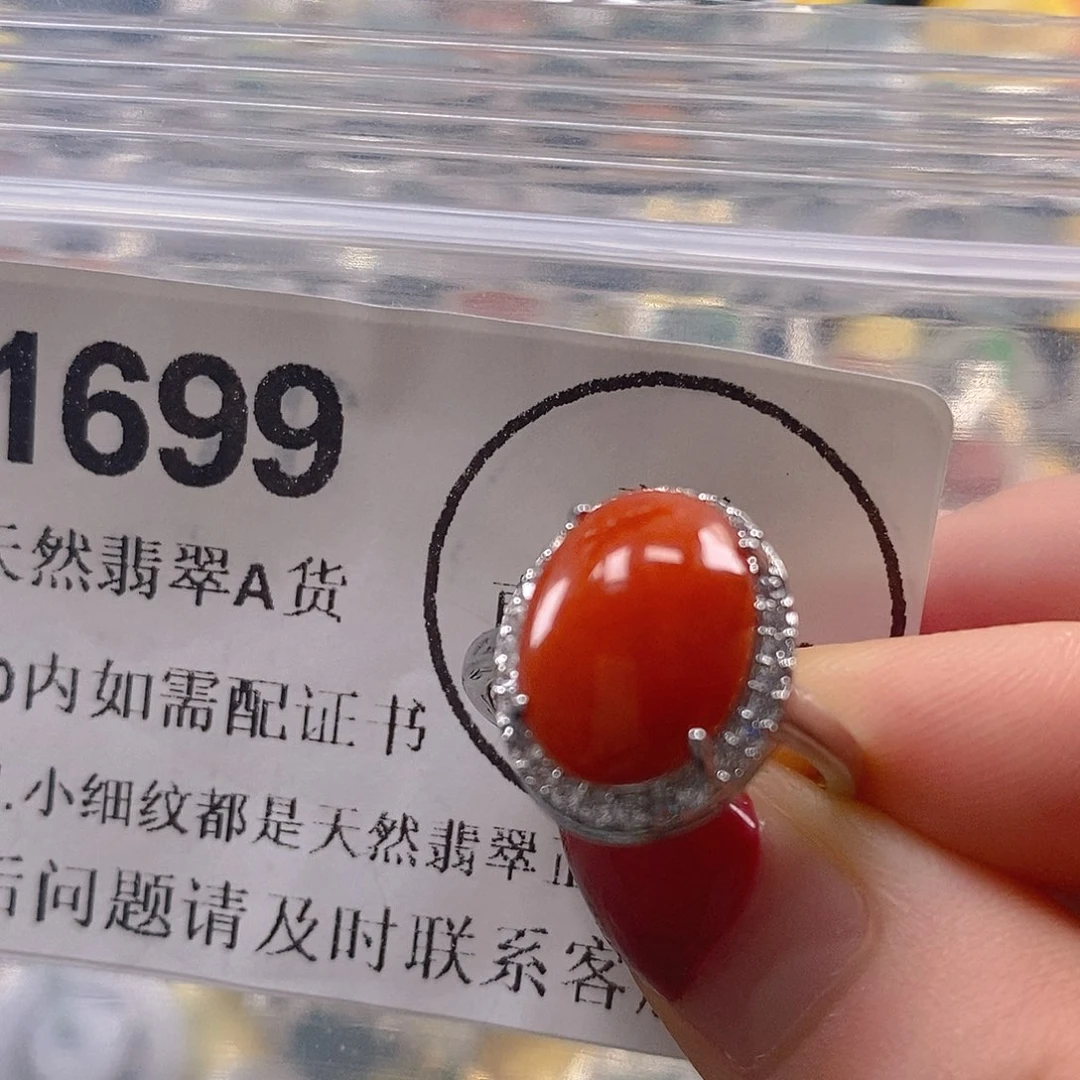 1699
天然翡翠A货
内如需配证书
.小细纹都是天然翡翠
后问题请及时联系客